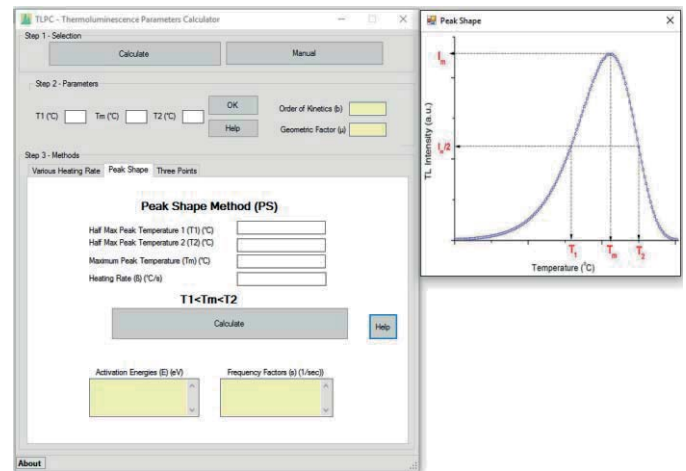 TLPC - Thermoluminescence Parameters Calculator
Step 1 - Selection
Calculate
Manual
Step 2 - Parameters
T1 (°C)
Tm (°C)
T2 (°C)
OK
Help
Order of Kinetics (b)
Geometric Factor (μ)
Step 3 - Methods
Various Heating Rate
Peak Shape
Three Points
Peak Shape Method (PS)
Half Max Peak Temperature 1 (T1) (°C)
Half Max Peak Temperature 2 (T2) (°C)
Maximum Peak Temperature (Tm) (°C)
Heating Rate (ß) (°C/s)
T1<Tm<T2
Calculate
Help
Activation Energies (E) (eV)
Frequency Factors (s) (1/sec))
About
Peak Shape
TL Intensity (a.u.)
Im
Im/2
T1
Tm
T2
Temperature (°C)